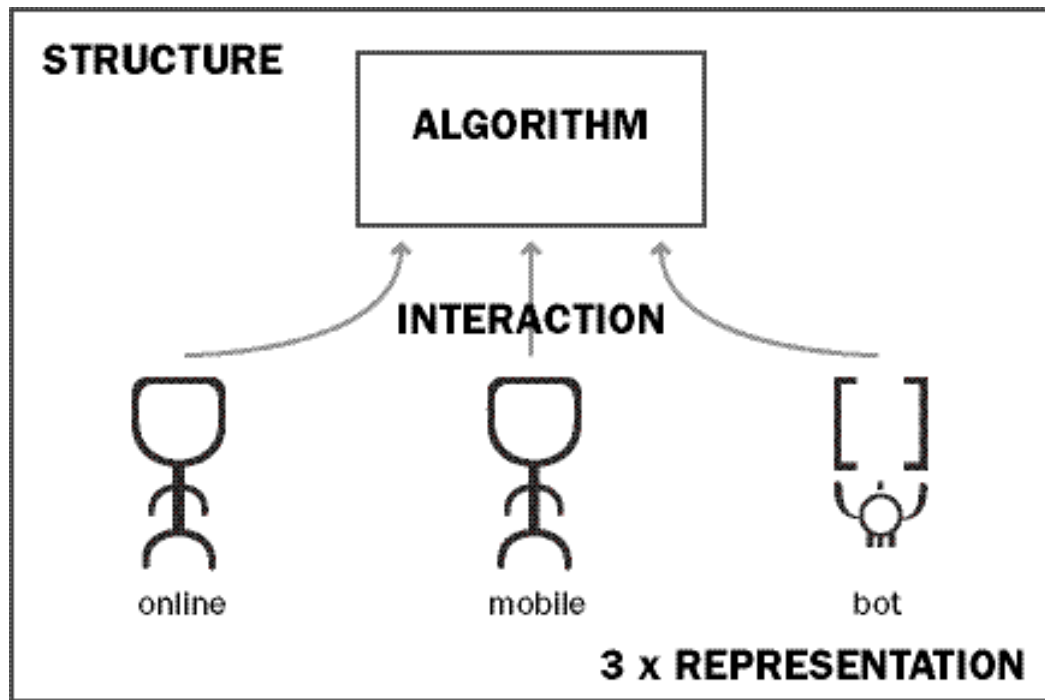 STRUCTURE
ALGORITHM
INTERACTION
online mobile bot
3 x REPRESENTATION